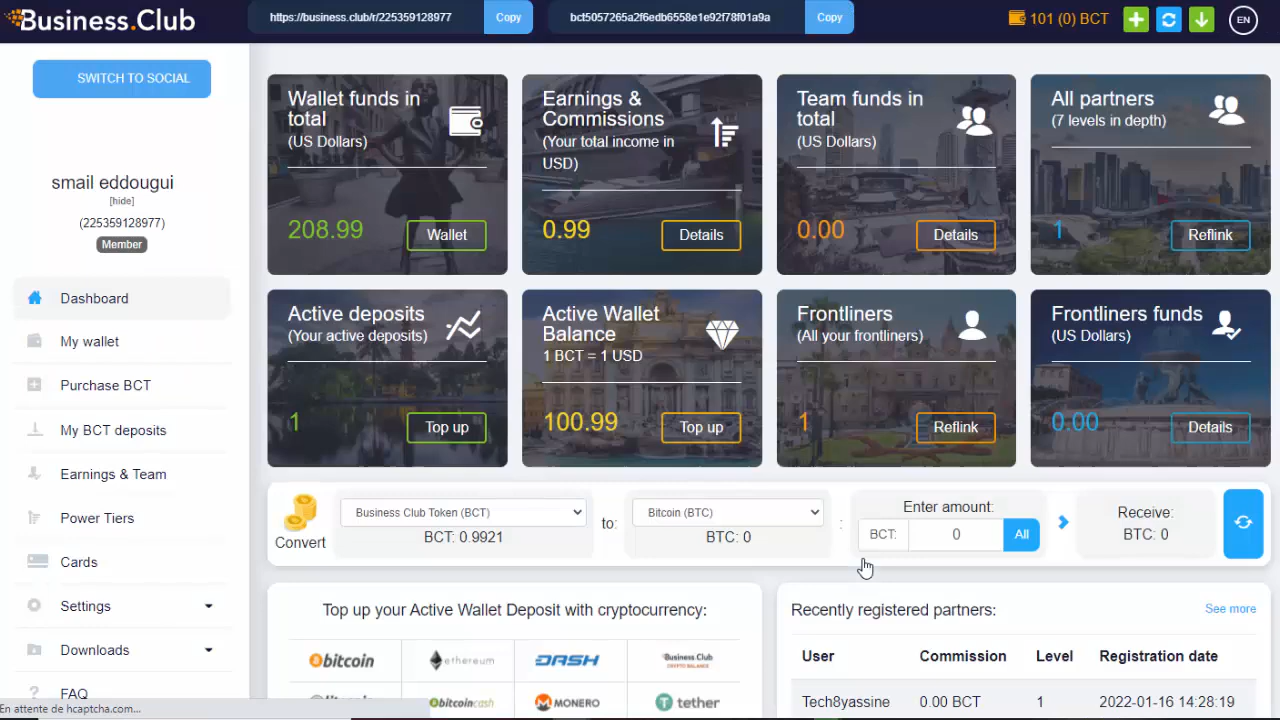 Business.Club
https://business.club/r/225359128977
Copy
bct5057265a2f6edb6558e1e92f78f01a9a
Copy
101 (0) BCT
EN
SWITCH TO SOCIAL
smail eddougui
[hide]
(225359128977)
Member
Dashboard
My wallet
Purchase BCT
My BCT deposits
Earnings & Team
Power Tiers
Cards
Settings
Downloads
FAQ
En attente de hcaptcha.com...
Wallet funds in
total
(US Dollars)
208.99
Wallet
Earnings &
Commissions
(Your total income in
USD)
0.99
Details
Team funds in
total
(US Dollars)
0.00
Details
All partners
(7 levels in depth)
1
Reflink
Active deposits
(Your active deposits)
1
Top up
Active Wallet
Balance
1 BCT = 1 USD
100.99
Top up
Frontliners
(All your frontliners)
1
Reflink
Frontliners funds
(US Dollars)
0.00
Details
Convert
Business Club Token (BCT)
BCT: 0.9921
to:
Bitcoin (BTC)
BTC: 0
:
Enter amount:
BCT:
0
All
Receive:
BTC: 0
Top up your Active Wallet Deposit with cryptocurrency:
bitcoin
ethereum
DASH
Business.Club
CRYPTO BALANCE
bitcoincash
MONERO
tether
Recently registered partners:
See more
User Commission Level Registration date
Tech8yassine 0.00 BCT 1 2022-01-16 14:28:19